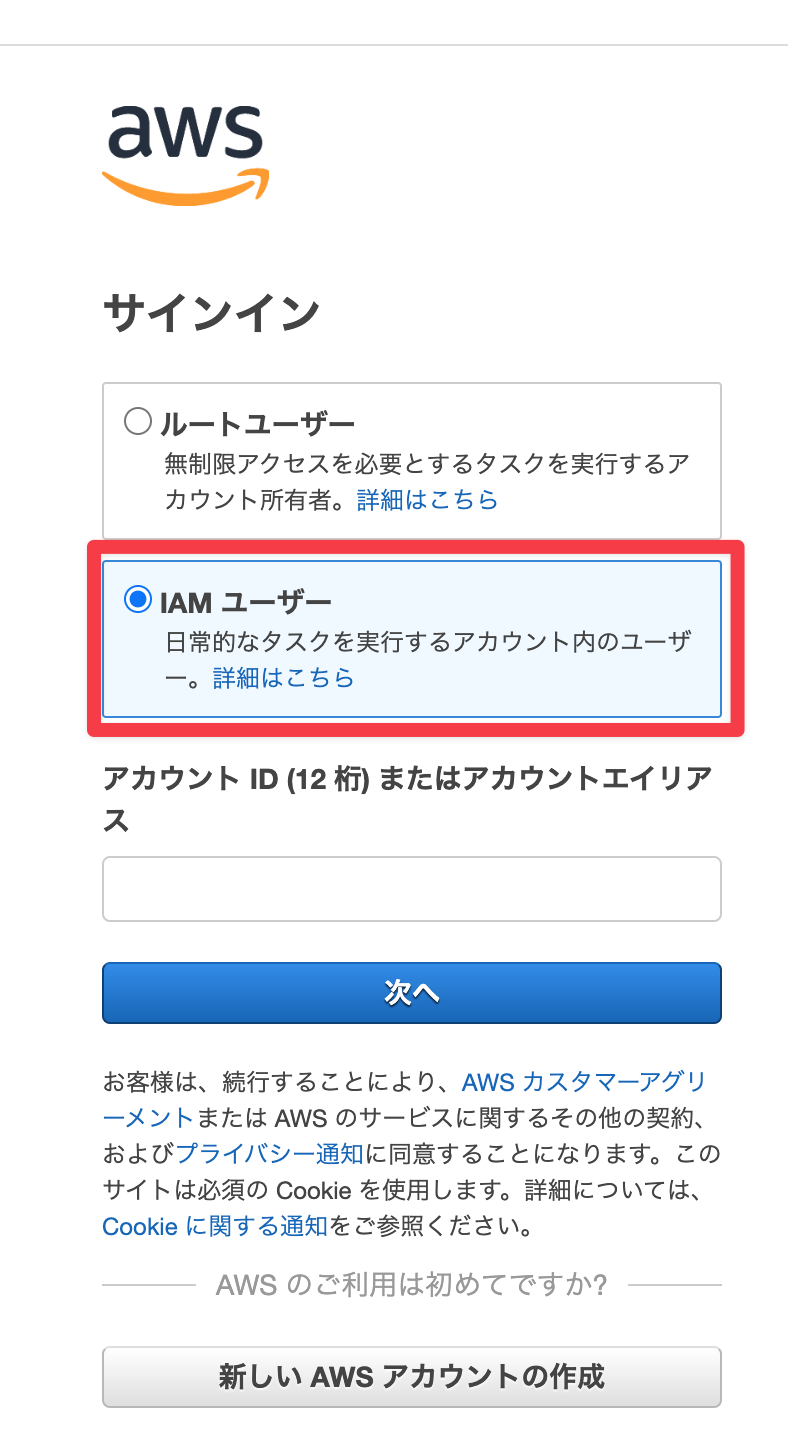 aws
サインイン
ルートユーザー
無制限アクセスを必要とするタスクを実行するア
カウント所有者。詳細はこちら
IAM ユーザー
日常的なタスクを実行するアカウント内のユーザ
ー。詳細はこちら
アカウント ID (12 桁) またはアカウントエイリア
ス
次へ
お客様は、続行することにより、AWS カスタマーアグリ
ーメントまたは AWS のサービスに関するその他の契約、
およびプライバシー通知に同意することになります。この
サイトは必須の Cookie を使用します。詳細については、
Cookie に関する通知をご参照ください。
AWS のご利用は初めてですか?
新しい AWS アカウントの作成